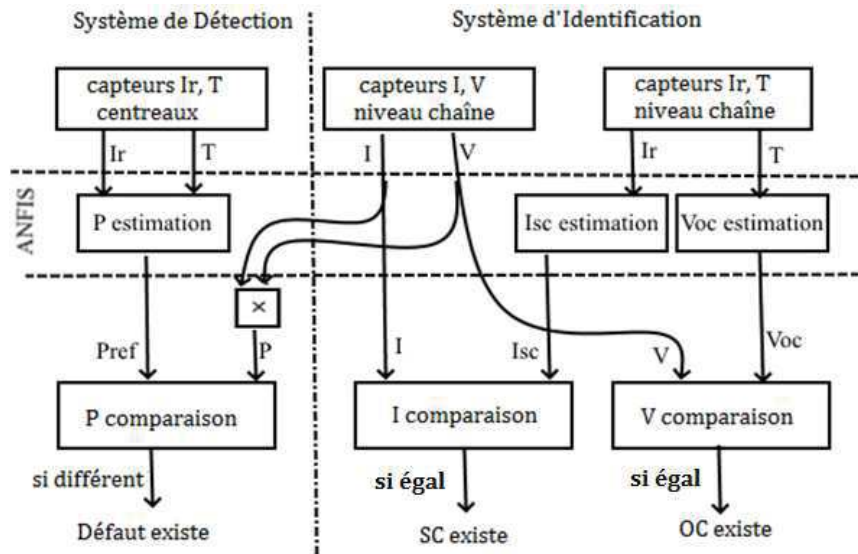 Système de Détection
Système d'Identification
capteurs Ir, T
centreaux
capteurs I, V
niveau chaîne
capteurs Ir, T
niveau chaîne
Ir
T
I
V
Ir
T
ANFIS
P estimation
Isc estimation
Voc estimation
×
Pref
P
I
Isc
V
Voc
P comparaison
I comparaison
V comparaison
si différent
si égal
si égal
Défaut existe
SC existe
OC existe